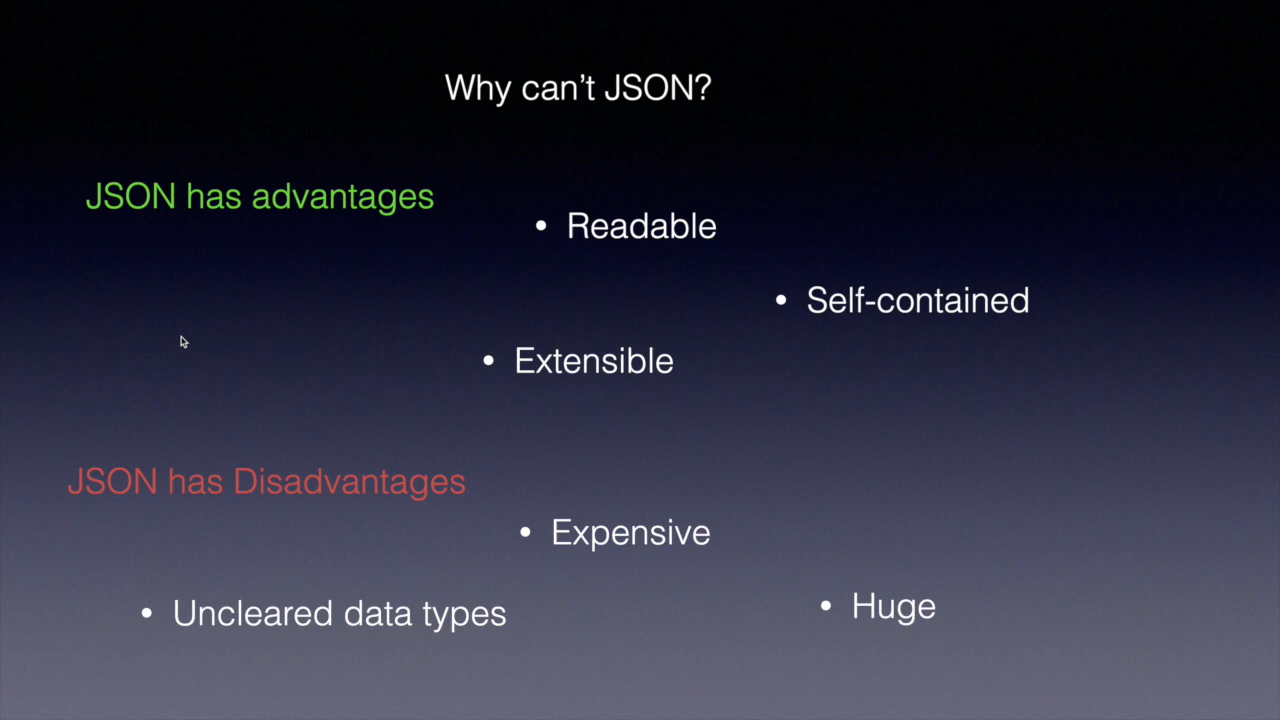 Why can't JSON?
JSON has advantages
• Readable
• Self-contained
• Extensible
JSON has Disadvantages
• Expensive
• Uncleared data types
• Huge